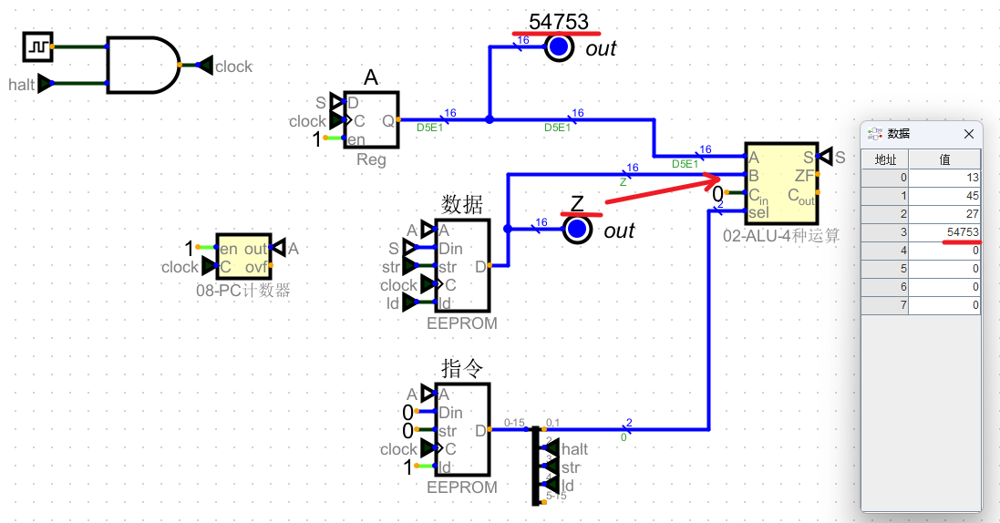 54753
out
16
clock
halt
A
S
D
clock
C
Q
1
en
Reg
16
D5E1
16
D5E1
16
D5E1
A
S
S
B
ZF
0
Cin
Cout
2
sel
02-ALU-4种运算
16
Z
数据
Z
16
out
A
A
S
Din
str
str
D
clock
C
ld
ld
EEPROM
1
en
out
A
clock
C
ovf
08-PC计数器
指令
A
A
0
Din
0
str
D
clock
C
1
ld
EEPROM
0-15
0,1
2
0
2
halt
3
str
4
ld
5-15
数据
地址 值
0 13
1 45
2 27
3 54753
4 0
5 0
6 0
7 0